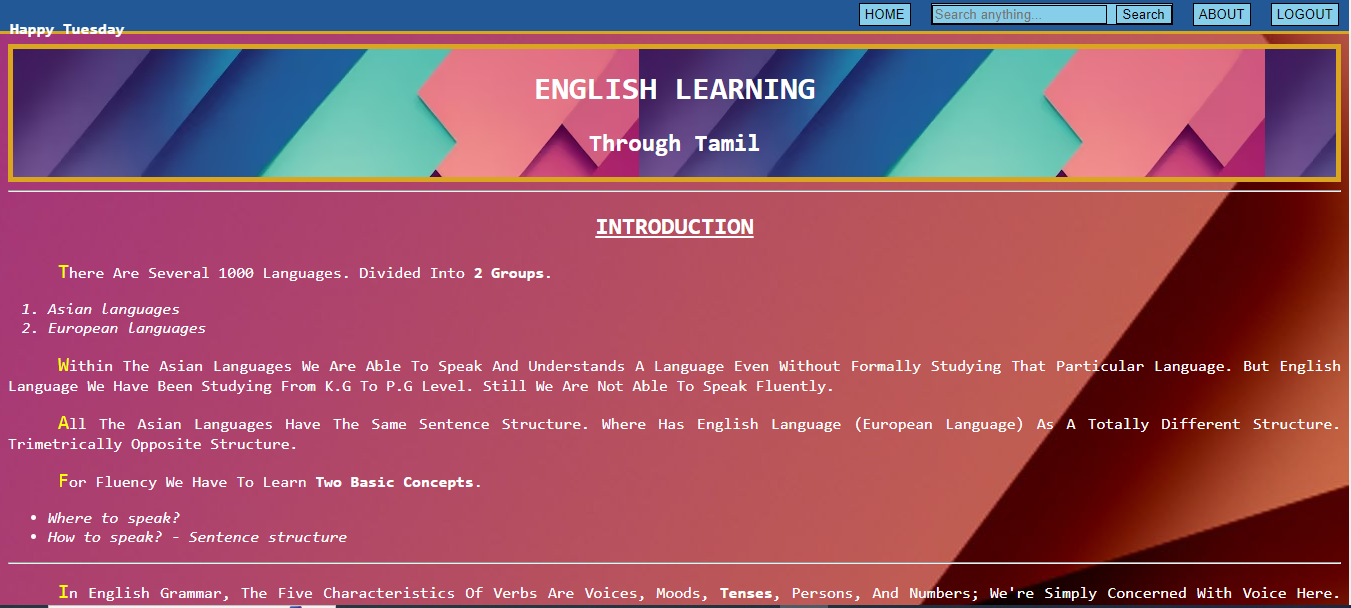 HOME Search anything... Search ABOUT LOGOUT
Happy Tuesday
ENGLISH LEARNING
Through Tamil
INTRODUCTION
There Are Several 1000 Languages. Divided Into 2 Groups.
1. Asian languages
2. European languages
Within The Asian Languages We Are Able To Speak And Understands A Language Even Without Formally Studying That Particular Language. But English
Language We Have Been Studying From K.G To P.G Level. Still We Are Not Able To Speak Fluently.
All The Asian Languages Have The Same Sentence Structure. Where Has English Language (European Language) As A Totally Different Structure.
Trimetrically Opposite Structure.
For Fluency We Have To Learn Two Basic Concepts.
• Where to speak?
• How to speak? - Sentence structure
In English Grammar, The Five Characteristics Of Verbs Are Voices, Moods, Tenses, Persons, And Numbers; We're Simply Concerned With Voice Here.